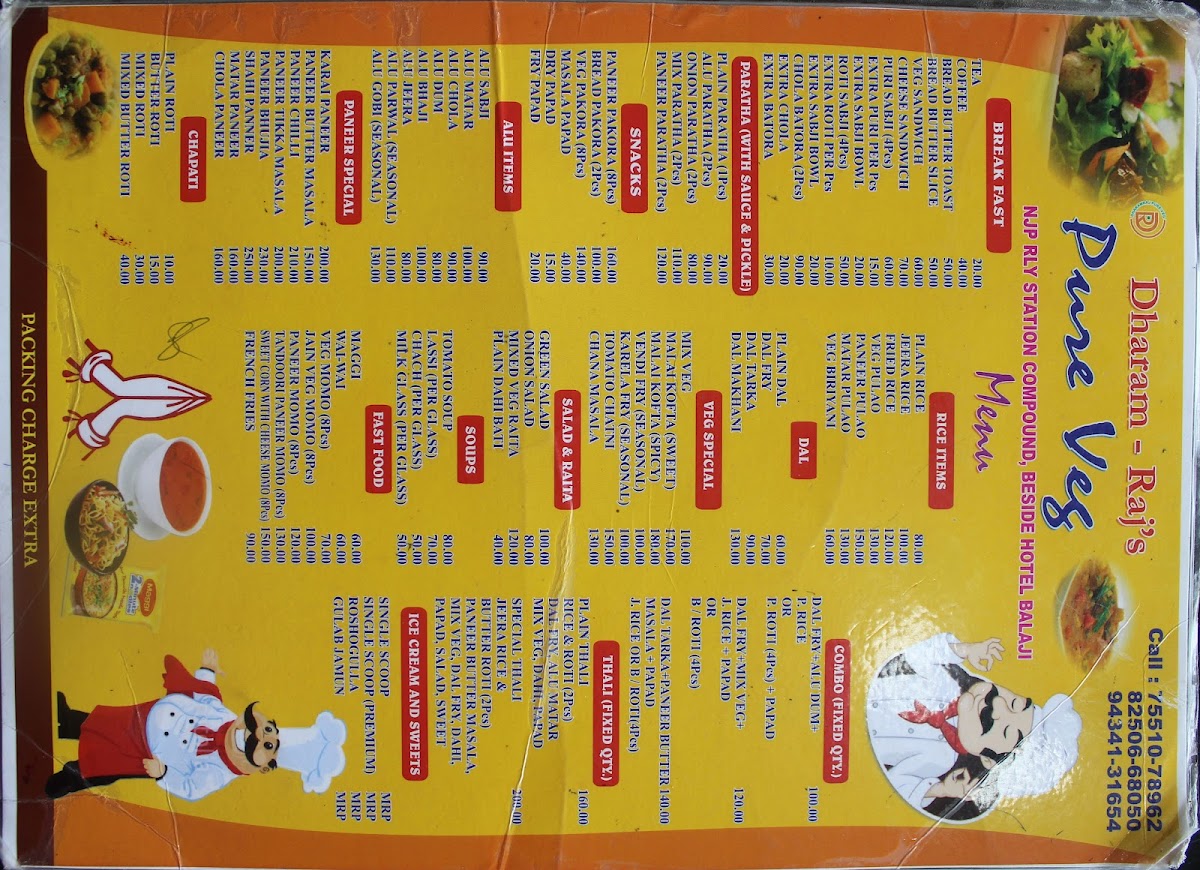 Dharam - Raj's
Pure Veg
NJP RLY STATION COMPOUND, BESIDE HOTEL BALAJI
Menu
Call : 75510-78962
82506-68050
94341-31654
BREAK FAST
TEA 20.00
COFFEE 40.00
BREAD BUTTER TOAST 50.00
BREAD BUTTER SLICE 50.00
VEG SANDWICH 60.00
CHEESE SANDWICH 70.00
PURI SABJI (4Pcs) 60.00
EXTRA PURI PER Pcs 15.00
EXTRA SABJI BOWL 20.00
ROTI SABJI (4Pcs) 50.00
EXTRA ROTI PER Pcs 10.00
EXTRA SABJI BOWL 20.00
CHOLA BATORA (2Pcs) 90.00
EXTRA CHOLA 20.00
EXTRA BATORA 30.00
PARATHA (WITH SAUCE & PICKLE)
PLAIN PARATHA (1Pcs) 20.00
ALU PARATHA (2Pcs) 90.00
ONION PARATHA (2Pcs) 80.00
MIX PARATHA (2Pcs) 110.00
PANEER PARATHA (2Pcs) 120.00
SNACKS
PANEER PAKORA (8Pcs) 160.00
BREAD PAKORA (2Pcs) 100.00
VEG PAKORA (8Pcs) 140.00
MASALA PAPAD 40.00
DRY PAPAD 15.00
FRY PAPAD 20.00
ALU ITEMS
ALU SABJI 90.00
ALU MATAR 100.00
ALU CHOLA 90.00
ALU DUM 80.00
ALU BHAJI 100.00
ALU JEERA 80.00
ALU PARWAL (SEASONAL) 110.00
ALU GOBY (SEASONAL) 130.00
PANEER SPECIAL
KARAI PANEER 200.00
PANEER BUTTER MASALA 150.00
PANEER CHILLI 210.00
PANEER TIKKA MASALA 200.00
PANEER BHUJIA 230.00
SHAHI PANNER 250.00
MATAR PANEER 160.00
CHOLA PANEER 160.00
CHAPATI
PLAIN ROTI 10.00
BUTTER ROTI 15.00
MIXED ROTI 30.00
MIXED BUTTER ROTI 40.00
RICE ITEMS
PLAIN RICE 80.00
JEERA RICE 100.00
FRIED RICE 120.00
VEG PULAO 130.00
PANEER PULAO 150.00
MATAR PULAO 130.00
VEG BIRIYANI 160.00
DAL
PLAIN DAL 60.00
DAL FRY 70.00
DAL TARKA 90.00
DAL MAKHANI 130.00
VEG SPECIAL
MIX VEG 110.00
MALAI KOFTA (SWEET) 170.00
MALAI KOFTA (SPICY) 180.00
VENDI FRY (SEASONAL) 100.00
KARELA FRY (SEASONAL) 100.00
TOMATO CHATNI 150.00
CHANA MASALA 130.00
SALAD & RAITA
GREEN SALAD 100.00
ONION SALAD 80.00
MIXED VEG RAITA 120.00
PLAIN DAHI BATI 40.00
SOUPS
TOMATO SOUP 80.00
LASSI (PER GLASS) 70.00
CHACH (PER GLASS) 50.00
MILK GLASS (PER GLASS) 50.00
FAST FOOD
MAGGI 60.00
WAI-WAI 60.00
VEG MOMO (8Pcs) 70.00
JAIN VEG MOMO (8Pcs) 100.00
PANEER MOMO (8Pcs) 120.00
TANDOORI PANEER MOMO (8Pcs) 130.00
SWEET CORN WITH CHEESE MOMO (8Pcs) 150.00
FRENCH FRIES 90.00
COMBO (FIXED QTY.)
DAL FRY+ALU DUM+ 100.00
P. RICE
OR
P. ROTI (4Pcs) + PAPAD
DAL FRY+MIX VEG+ 120.00
J. RICE + PAPAD
OR
B / ROTI (4Pcs)
DAL TARKA+PANEER BUTTER 140.00
MASALA + PAPAD
J. RICE OR B / ROTI(4Pcs)
THALI (FIXED QTY.)
PLAIN THALI 160.00
RICE & ROTI (2Pcs)
DAL FRY, ALU MATAR
MIX VEG, DAHI, PAPAD
SPECIAL THALI 200.00
JEERA RICE &
BUTTER ROTI (2Pcs)
PANEER BUTTER MASALA,
MIX VEG, DAL FRY, DAHI,
PAPAD, SALAD, SWEET
ICE CREAM AND SWEETS
SINGLE SCOOP MRP
SINGLE SCOOP (PREMIUM) MRP
ROSHOGULLA MRP
GULAB JAMUN MRP
PACKING CHARGE EXTRA